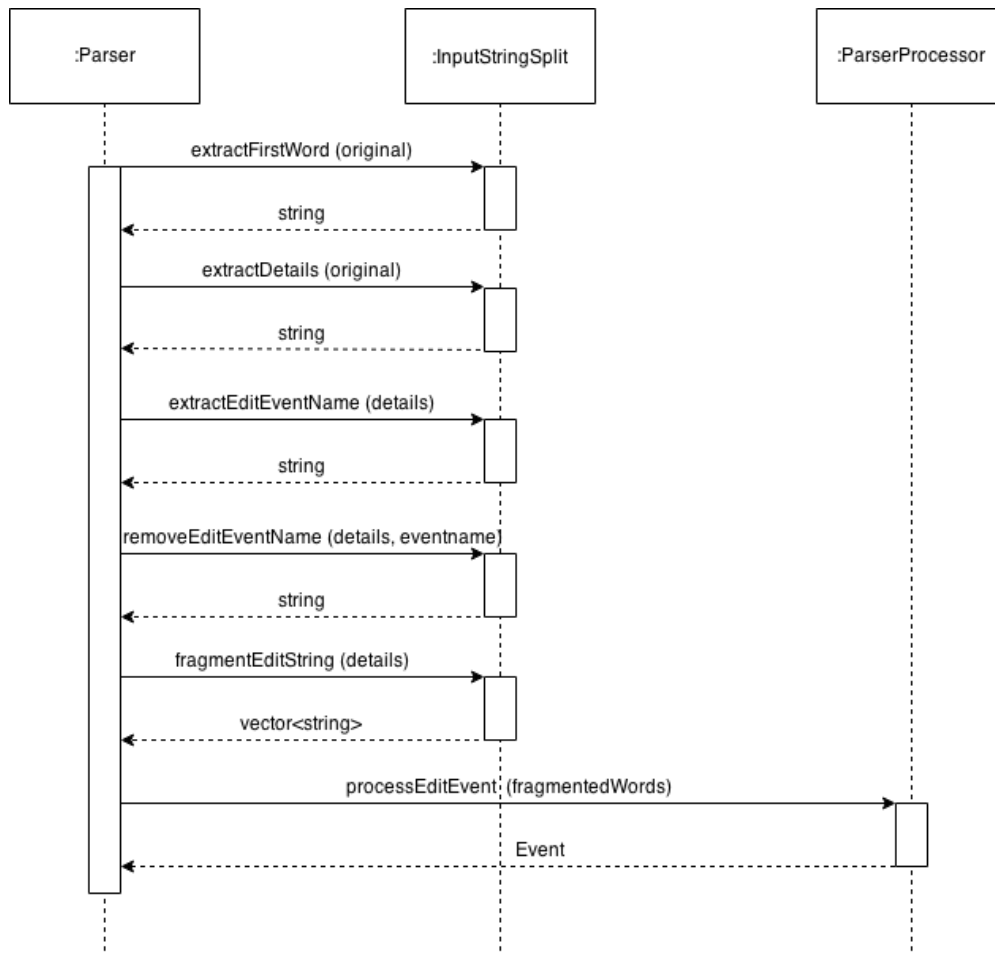 :Parser
:InputStringSplit
:ParserProcessor
extractFirstWord (original)
string
extractDetails (original)
string
extractEditEventName (details)
string
removeEditEventName (details, eventname)
string
fragmentEditString (details)
vector<string>
processEditEvent (fragmentedWords)
Event